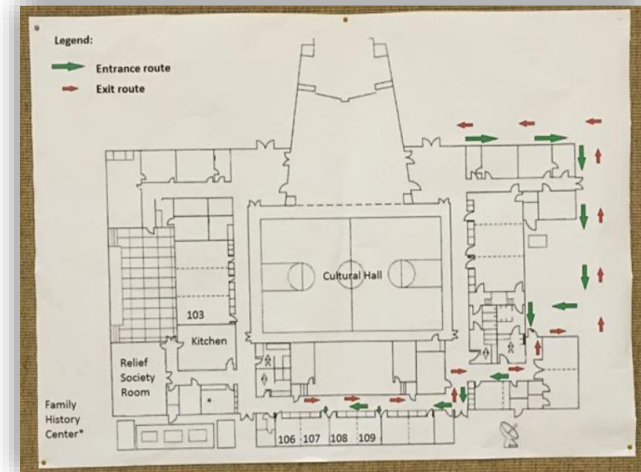 Legend:
Entrance route
Exit route
Cultural Hall
103
Kitchen
Relief
Society
Room
Family
History
Center*
106 107 108 109